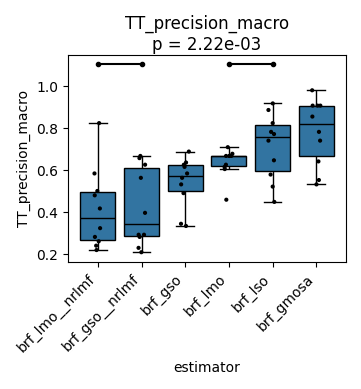 TT_precision_macro
p = 2.22e-03
TT_precision_macro
1.0
0.8
0.6
0.4
0.2
brf_lmo__nrlmf
brf_gso__nrlmf
brf_gso
brf_lmo
brf_lso
brf_gmosa
estimator